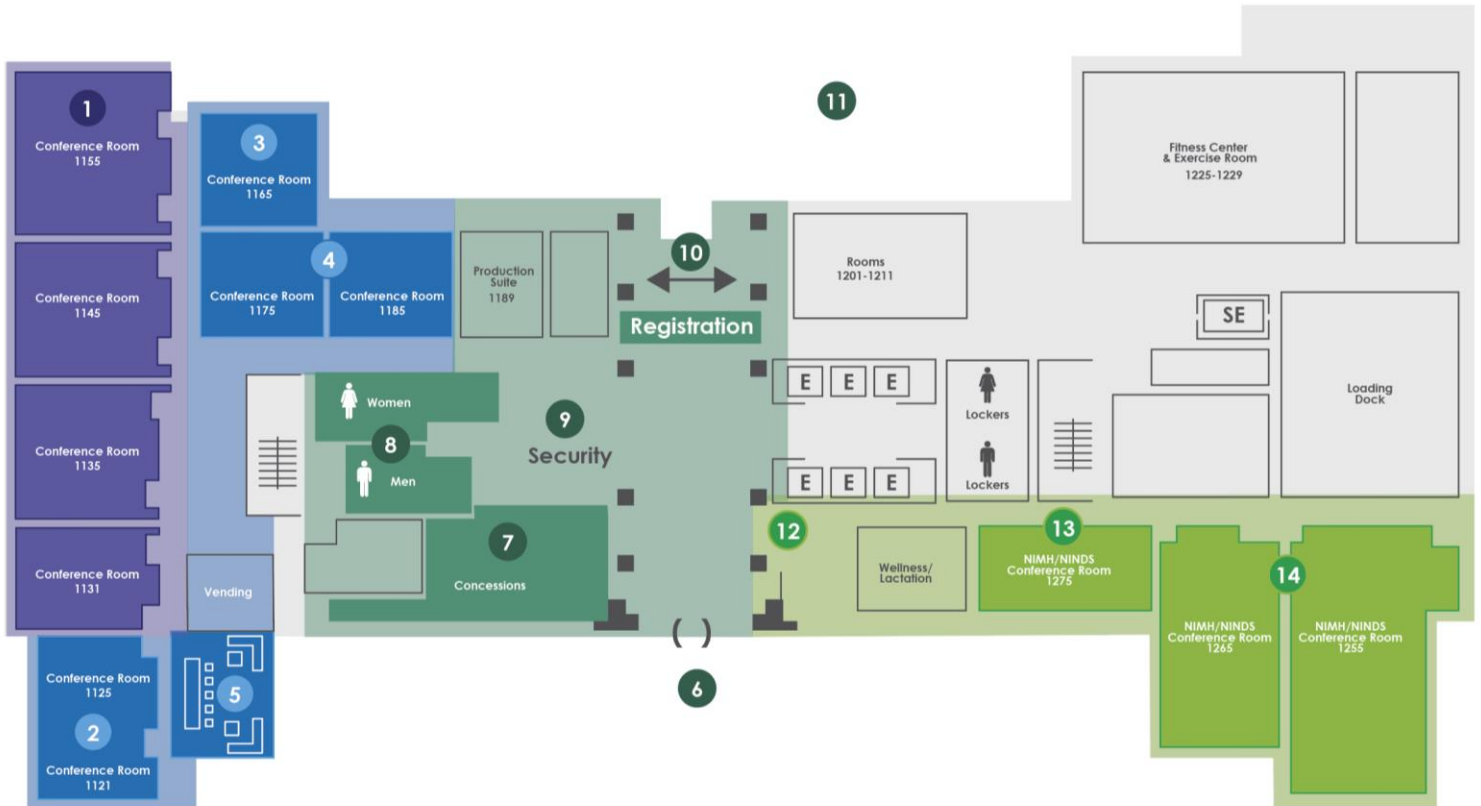 1
Conference Room
1155
Conference Room
1145
Conference Room
1135
Conference Room
1131
Conference Room
1125
2
Conference Room
1121
3
Conference Room
1165
4
Conference Room
1175
Conference Room
1185
Vending
5
Production
Suite
1189
10
Registration
Women
8
Men
9
Security
7
Concessions
( )
6
11
Rooms
1201-1211
Fitness Center
& Exercise Room
1225-1229
E E E
E E E
Lockers
Lockers
SE
Loading
Dock
12
Wellness/
Lactation
13
NIMH/NINDS
Conference Room
1275
14
NIMH/NINDS
Conference Room
1265
NIMH/NINDS
Conference Room
1255